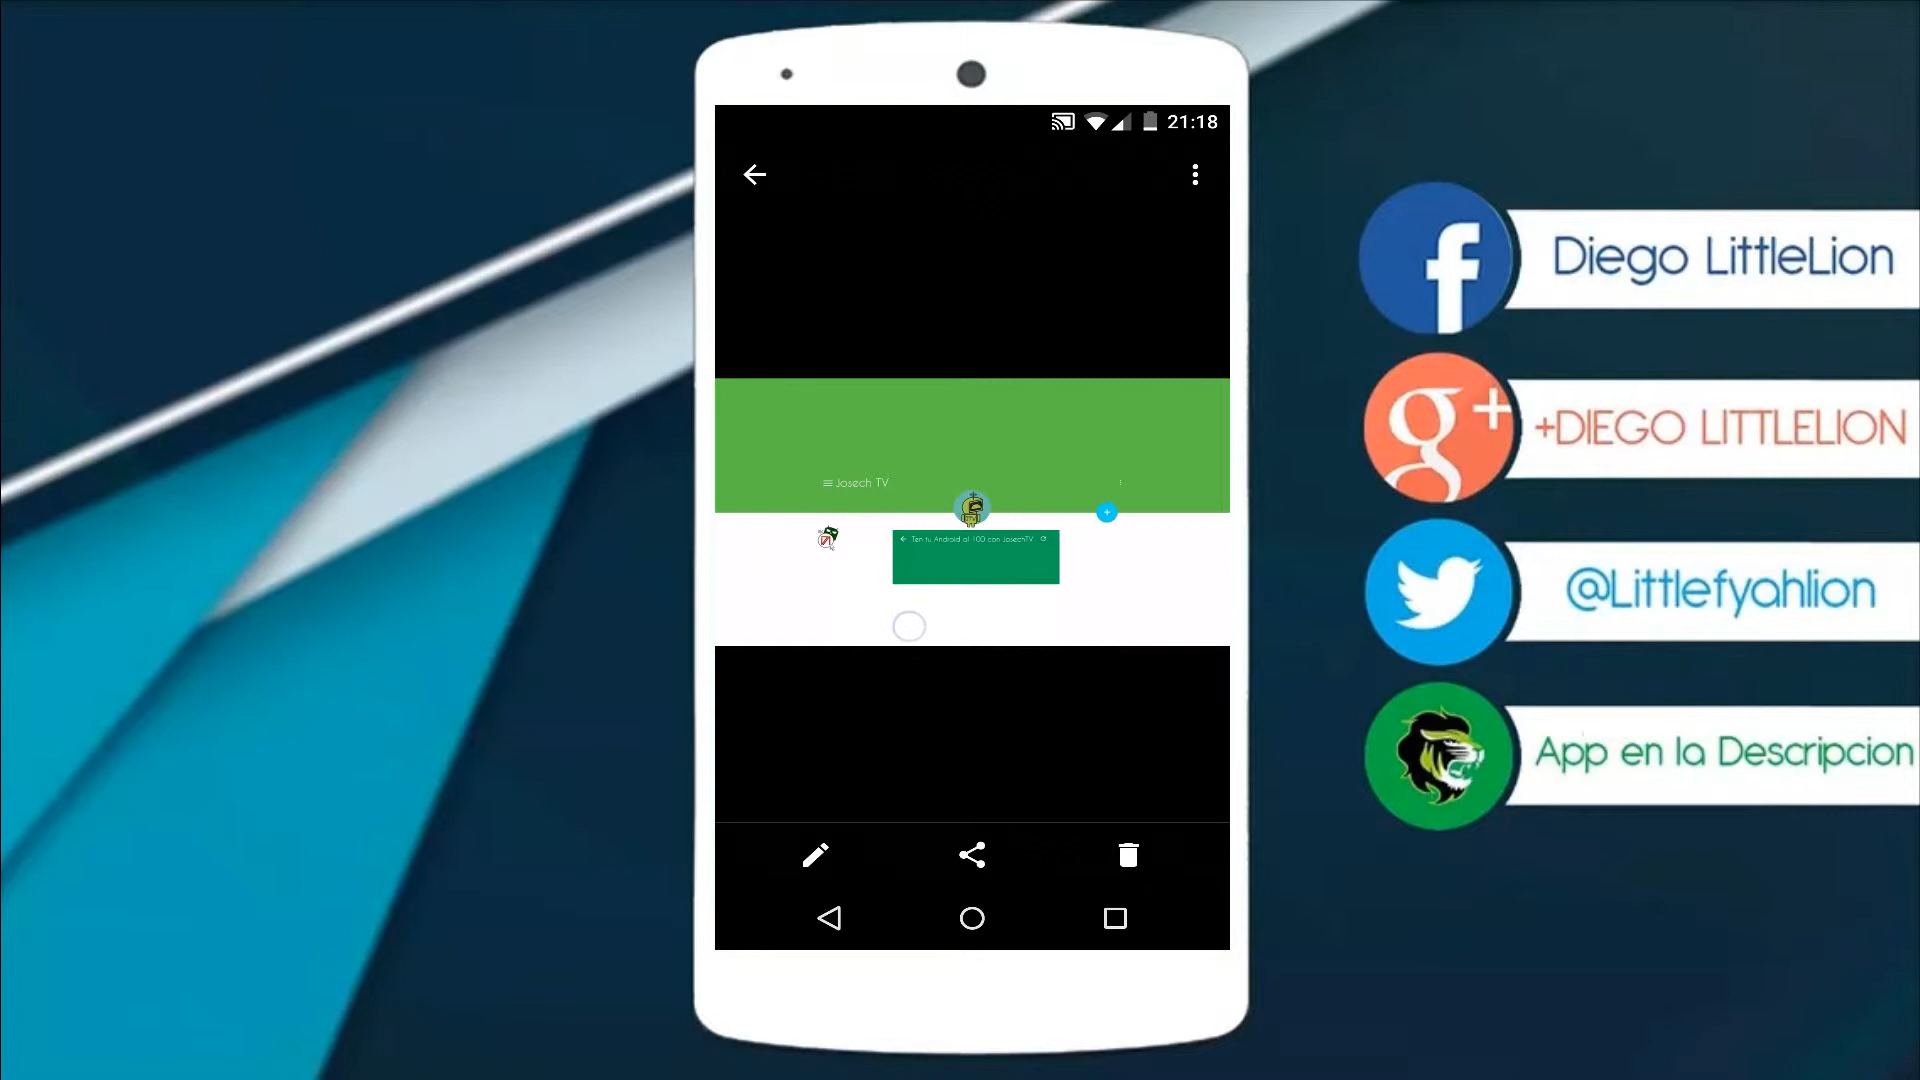 21:18
Josech TV
Ten tu Android al 100 con JosechTV
Diego LittleLion
+DIEGO LITTLELION
@Littlefyahlion
App en la Descripcion